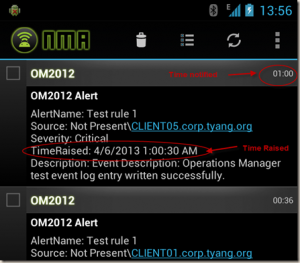 13:56
NMA
OM2012
Time notified
01:00
OM2012 Alert
AlertName: Test rule 1
Source: Not Present\CLIENT05.corp.tyang.org
Severity: Critical
TimeRaised: 4/6/2013 1:00:30 AM
Time Raised
Description: Event Description: Operations Manager
test event log entry written successfully.
OM2012
00:36
OM2012 Alert
AlertName: Test rule 1
Source: Not Present\CLIENT01.corp.tyang.org